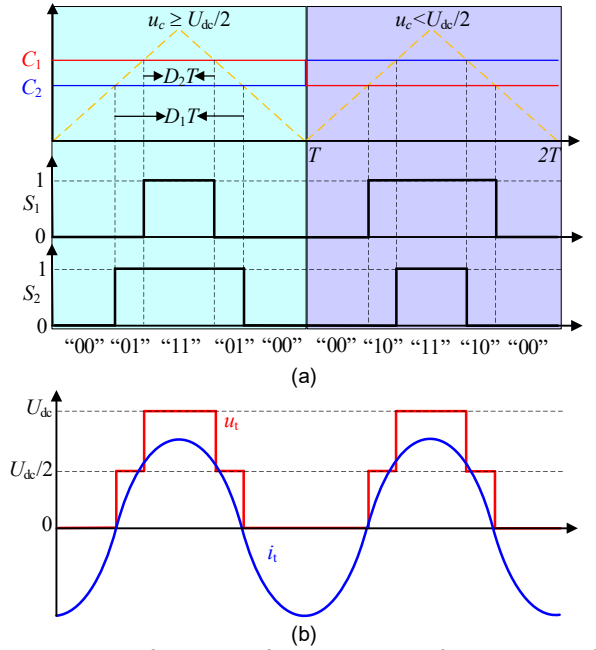 u_c ≥ U_dc/2
u_c<U_dc/2
C_1
C_2
D_2T
D_1T
T
2T
1
S_1
0
1
S_2
0
“00” “01” “11” “01” “00” “00” “10” “11” “10” “00”
(a)
U_dc
u_t
U_dc/2
0
i_t
(b)